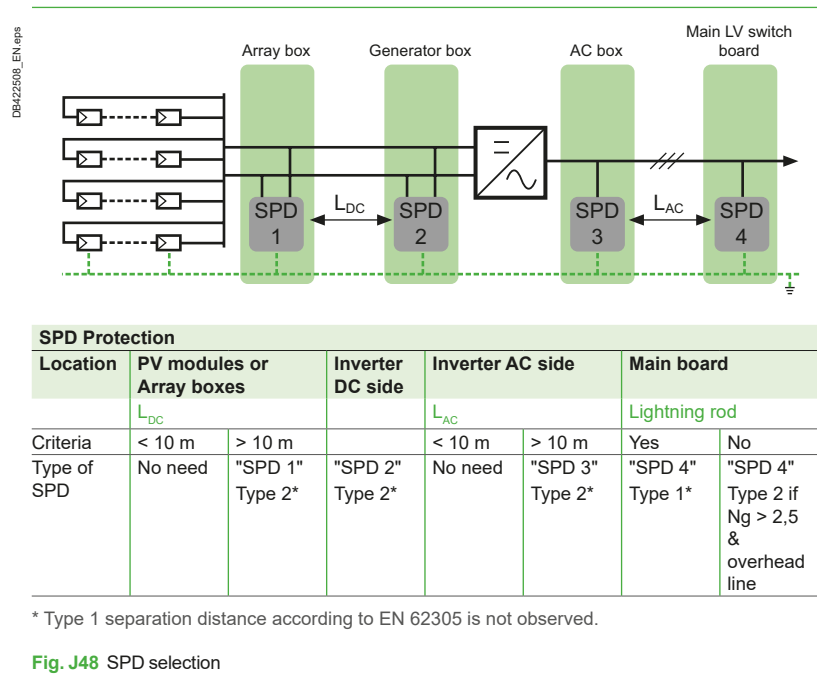 DB422508_EN.eps
Array box
Generator box
AC box
Main LV switch
board
SPD
1
L_DC
SPD
2
SPD
3
L_AC
SPD
4
SPD Protection
Location
PV modules or
Array boxes
Inverter
DC side
Inverter AC side
Main board
L_DC
L_AC
Lightning rod
Criteria
< 10 m
> 10 m
< 10 m
> 10 m
Yes
No
Type of
SPD
No need
"SPD 1"
Type 2*
"SPD 2"
Type 2*
No need
"SPD 3"
Type 2*
"SPD 4"
Type 1*
"SPD 4"
Type 2 if
Ng > 2,5
&
overhead
line
* Type 1 separation distance according to EN 62305 is not observed.
Fig. J48 SPD selection